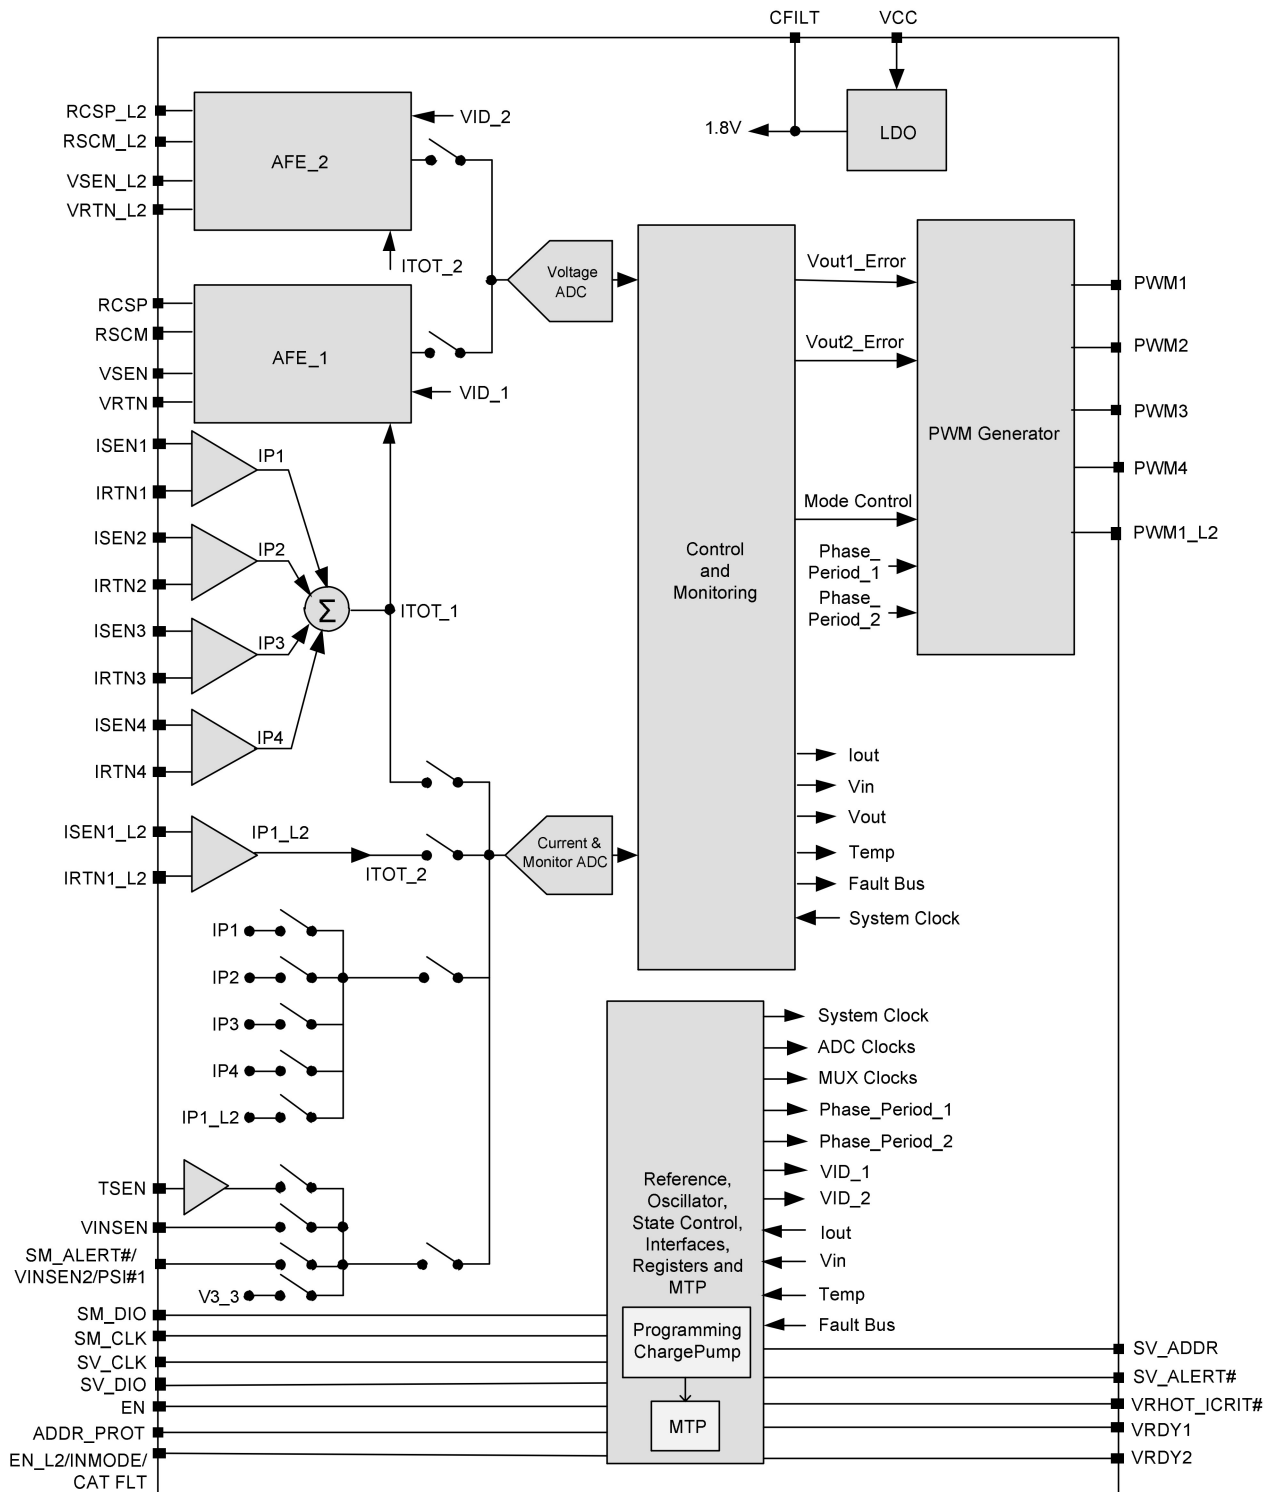 CFILT
VCC
RCSP_L2
RSCM_L2
VSEN_L2
VRTN_L2
AFE_2
VID_2
ITOT_2
1.8V
LDO
RCSP
RSCM
VSEN
VRTN
AFE_1
VID_1
Voltage
ADC
Vout1_Error
Vout2_Error
Mode Control
Phase_
Period_1
Phase_
Period_2
PWM Generator
PWM1
PWM2
PWM3
PWM4
PWM1_L2
ISEN1
IRTN1
IP1
ISEN2
IRTN2
IP2
ISEN3
IRTN3
IP3
ISEN4
IRTN4
IP4
Σ
ITOT_1
Control
and
Monitoring
Iout
Vin
Vout
Temp
Fault Bus
System Clock
ISEN1_L2
IRTN1_L2
IP1_L2
ITOT_2
Current &
Monitor ADC
IP1
IP2
IP3
IP4
IP1_L2
TSEN
VINSEN
SM_ALERT#/
VINSEN2/PSI#1
V3_3
SM_DIO
SM_CLK
SV_CLK
SV_DIO
EN
ADDR_PROT
EN_L2/INMODE/
CAT FLT
Reference,
Oscillator,
State Control,
Interfaces,
Registers and
MTP
Programming
ChargePump
MTP
System Clock
ADC Clocks
MUX Clocks
Phase_Period_1
Phase_Period_2
VID_1
VID_2
Iout
Vin
Temp
Fault Bus
SV_ADDR
SV_ALERT#
VRHOT_ICRIT#
VRDY1
VRDY2